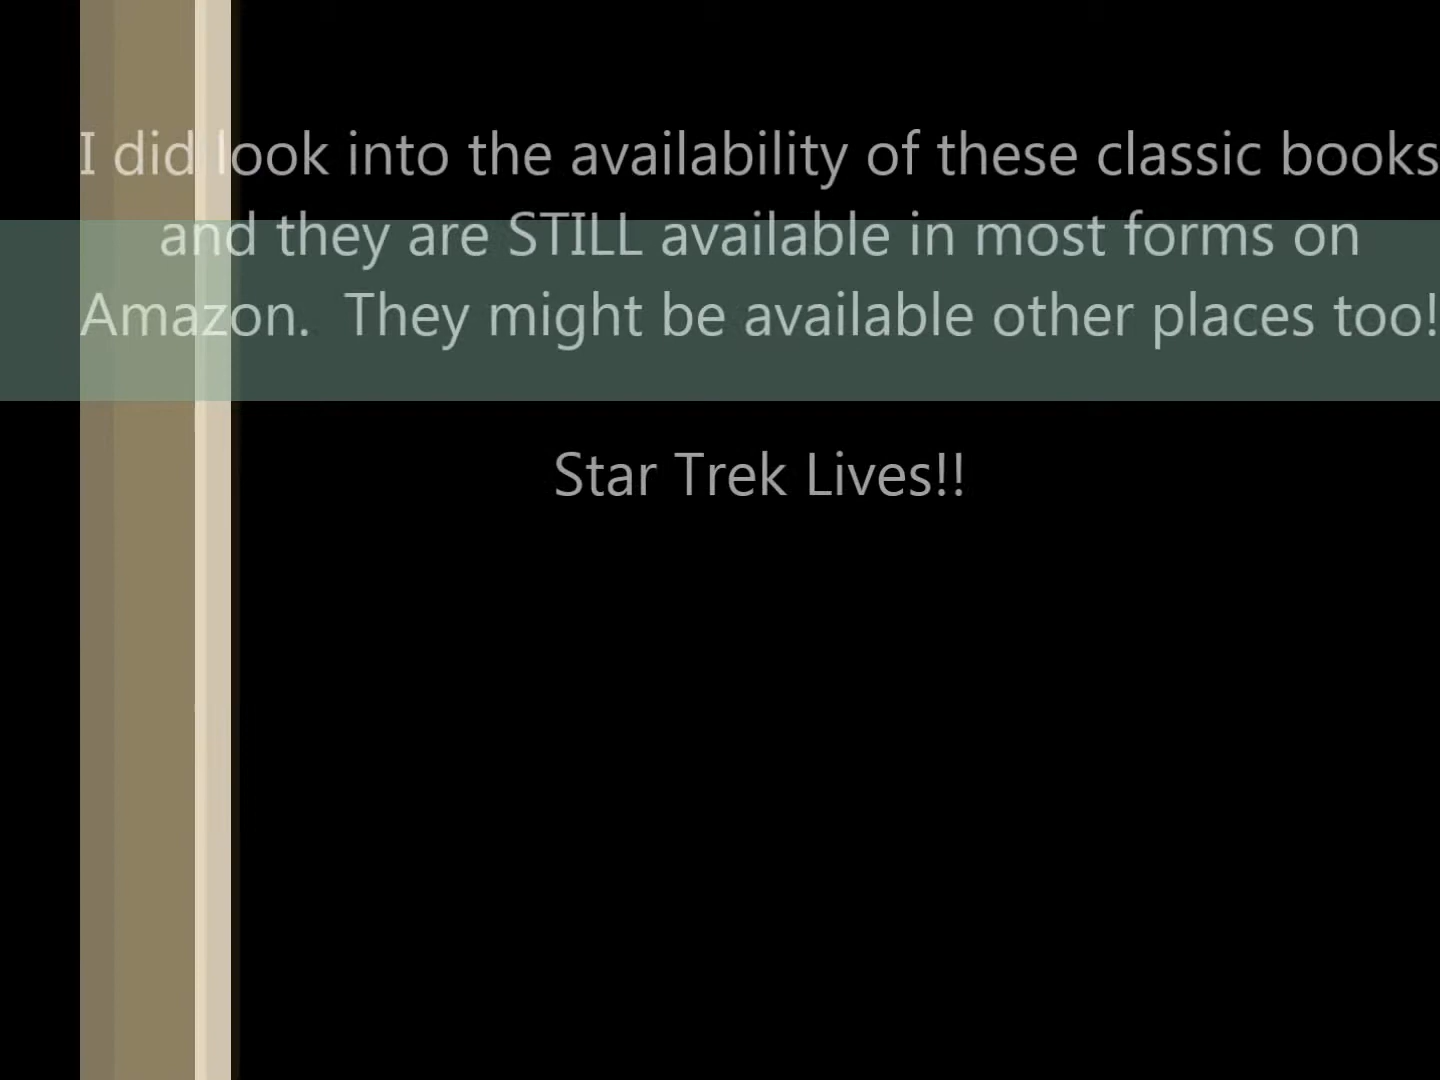 I did look into the availability of these classic books
and they are STILL available in most forms on
Amazon.  They might be available other places too!
Star Trek Lives!!